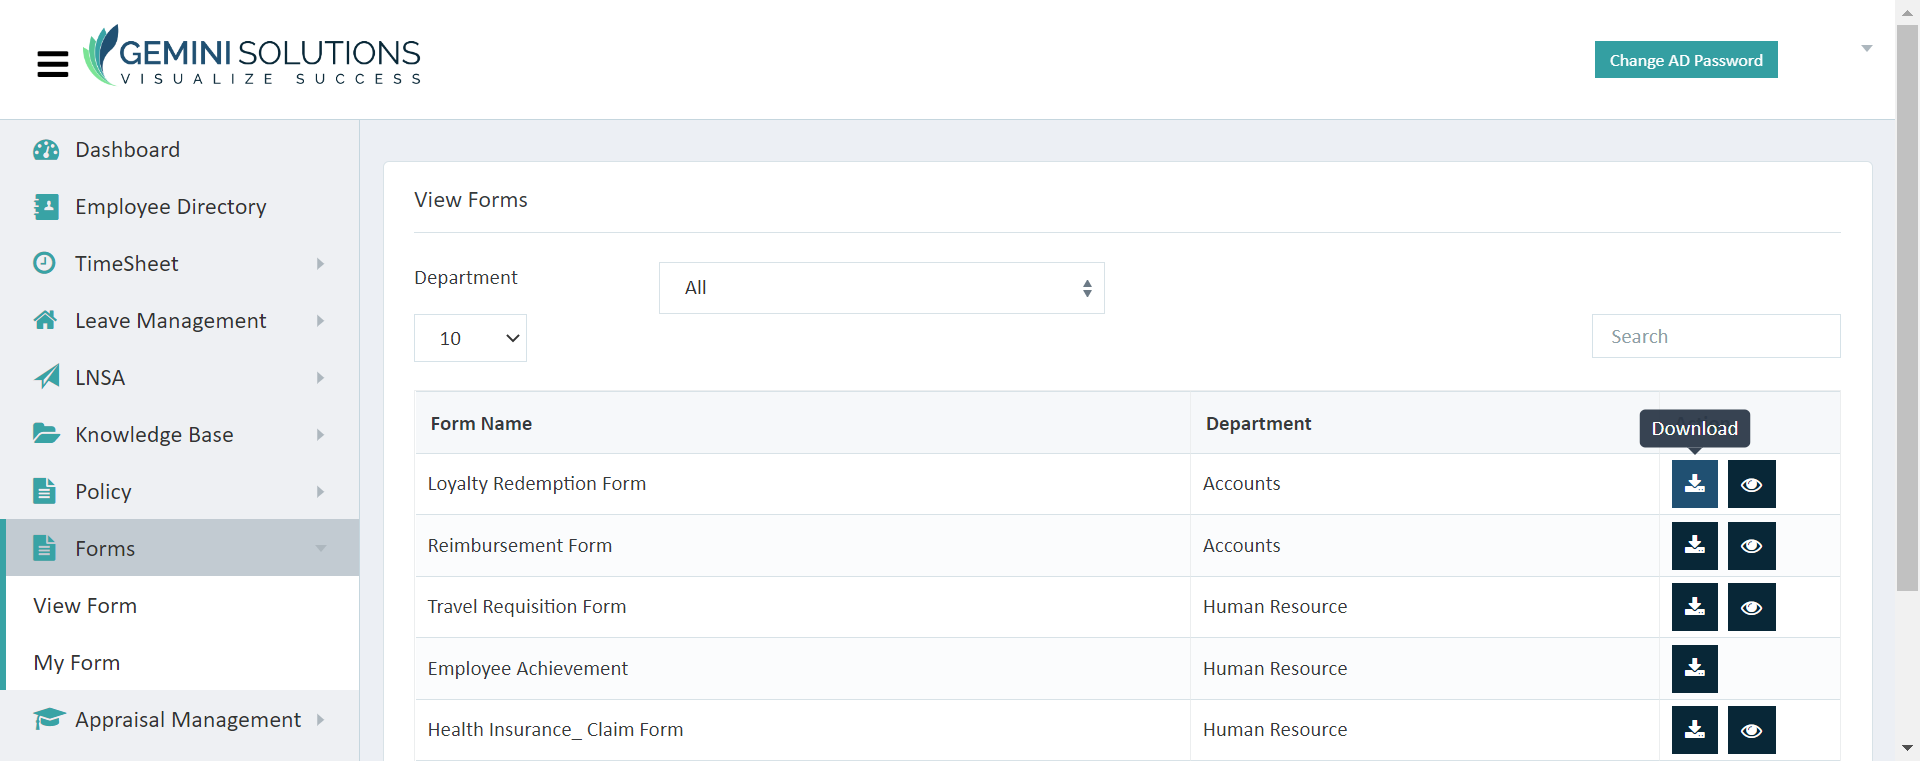 GEMINI SOLUTIONS
VISUALIZE SUCCESS
Change AD Password
Dashboard
Employee Directory
TimeSheet
Leave Management
LNSA
Knowledge Base
Policy
Forms
View Form
My Form
Appraisal Management
View Forms
Department
All
10
Search
Form Name
Department
Download
Loyalty Redemption Form
Accounts
Reimbursement Form
Accounts
Travel Requisition Form
Human Resource
Employee Achievement
Human Resource
Health Insurance_ Claim Form
Human Resource